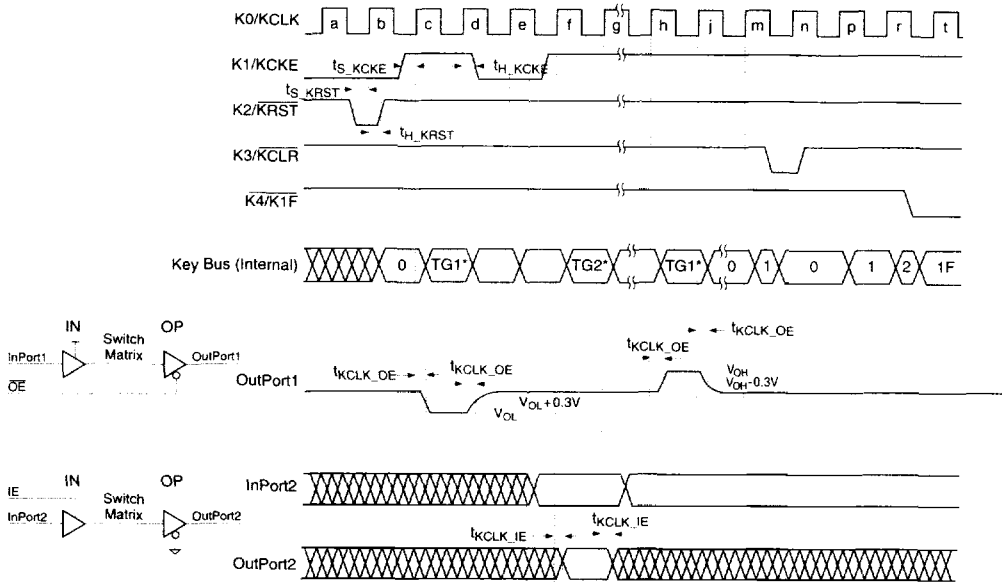 K0/KCLK a b c d e f g h j m n p r t
K1/KCKE tS_KCKE tH_KCKE
tS_KRST
K2/KRST
tH_KRST
K3/KCLR
K4/K1F
Key Bus (Internal) 0 TG1* TG2* TG1* 0 1 0 1 2 1F
IN OP
InPort1 Switch Matrix OutPort1
OE
OutPort1 tKCLK_OE tKCLK_OE tKCLK_OE tKCLK_OE
VOH
VOH-0.3V
VOL+0.3V
VOL
IN OP
IE
InPort2 Switch Matrix OutPort2
InPort2
tKCLK_IE tKCLK_IE
OutPort2